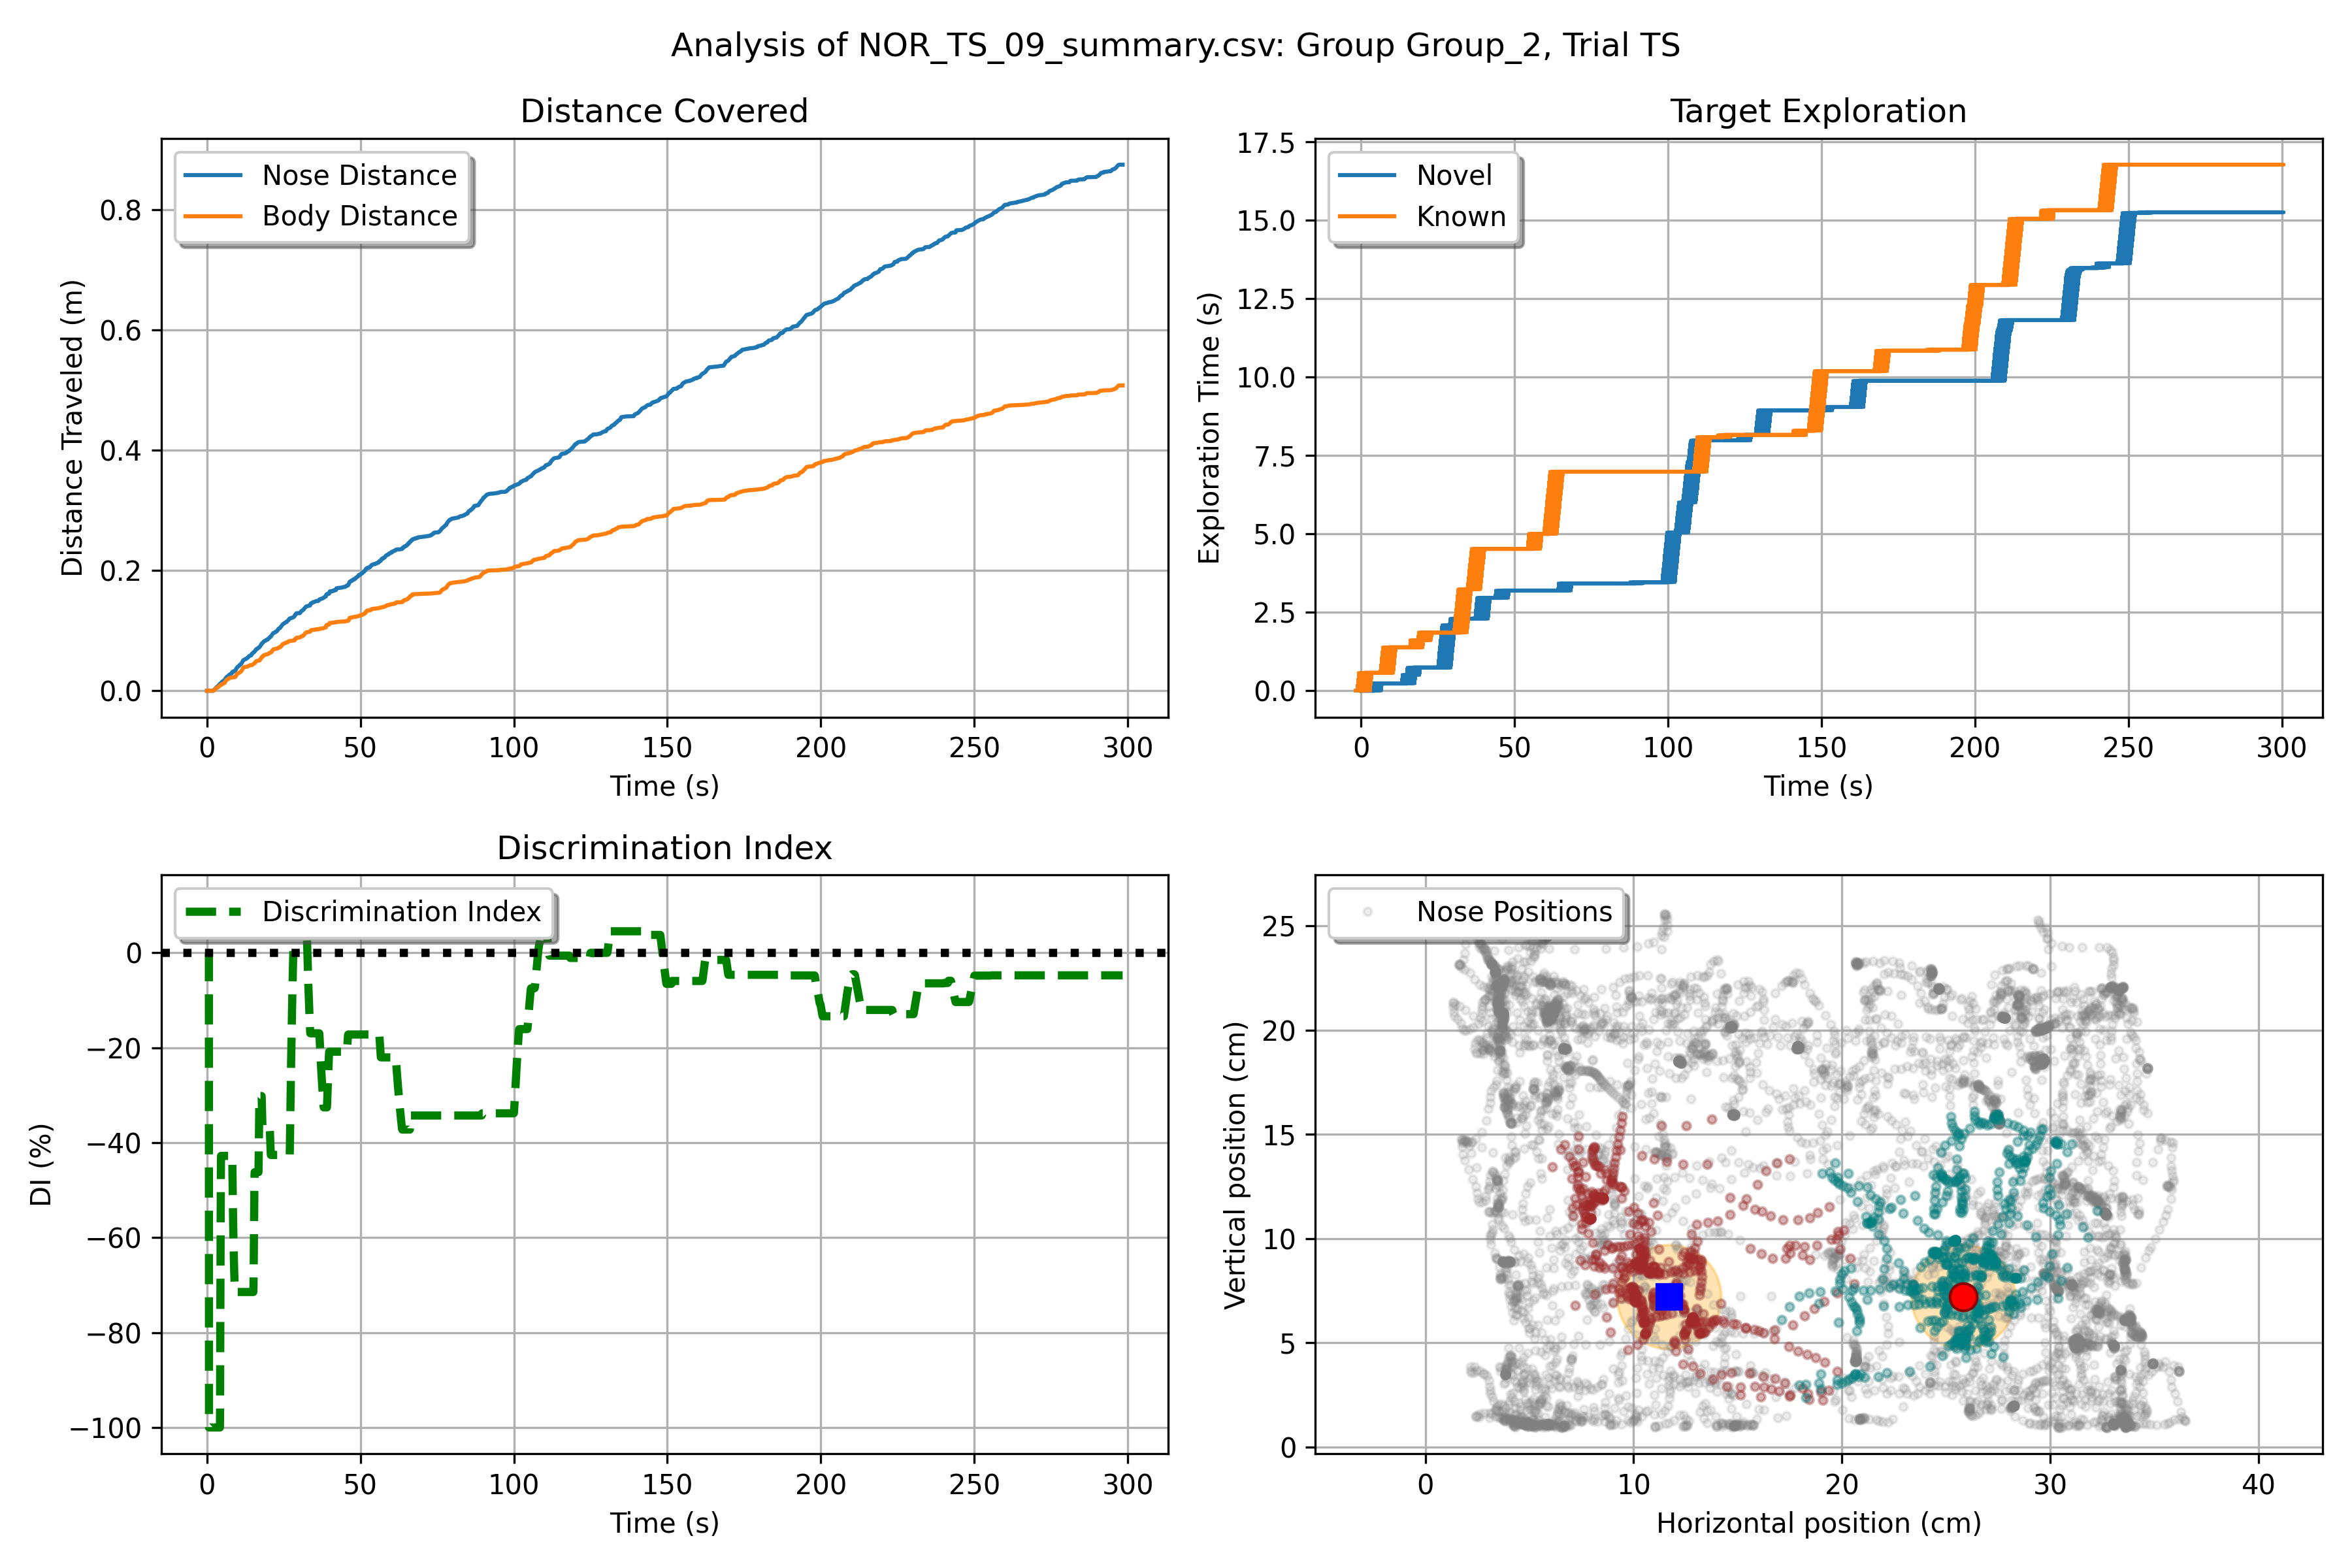 Analysis of NOR_TS_09_summary.csv: Group Group_2, Trial TS
Distance Covered
Nose Distance
Body Distance
Distance Traveled (m)
0.8
0.6
0.4
0.2
0.0
0 50 100 150 200 250 300
Time (s)
Target Exploration
Novel
Known
Exploration Time (s)
17.5
15.0
12.5
10.0
7.5
5.0
2.5
0.0
0 50 100 150 200 250 300
Time (s)
Discrimination Index
Discrimination Index
DI (%)
0
−20
−40
−60
−80
−100
0 50 100 150 200 250 300
Time (s)
Nose Positions
Vertical position (cm)
25
20
15
10
5
0
0 10 20 30 40
Horizontal position (cm)